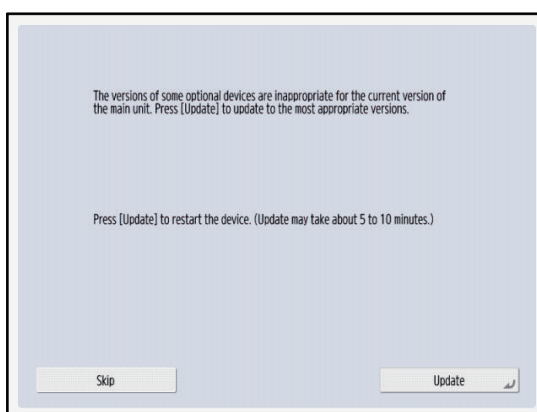 The versions of some optional devices are inappropriate for the current version of
the main unit. Press [Update] to update to the most appropriate versions.
Press [Update] to restart the device. (Update may take about 5 to 10 minutes.)
Skip
Update